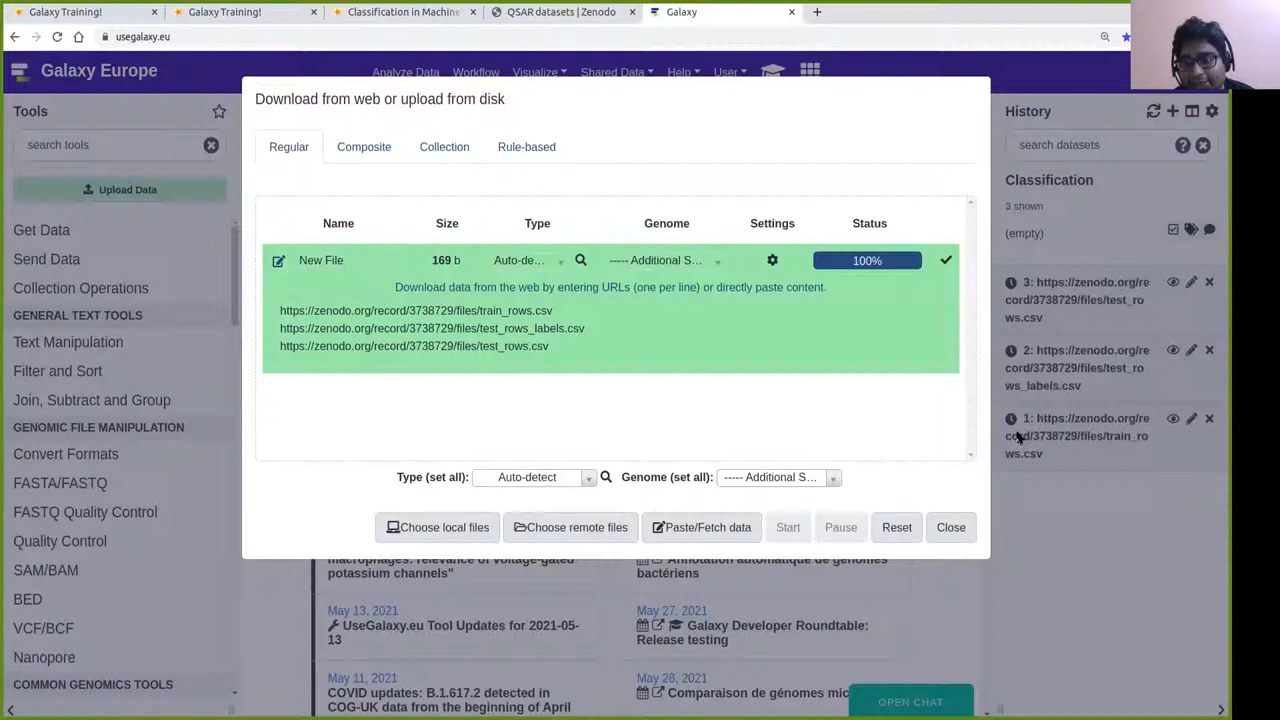 Galaxy Training!
Galaxy Training!
Classification in Machine
QSAR datasets | Zenodo
Galaxy
usegalaxy.eu
Galaxy Europe
Analyze Data Workflow Visualize Shared Data Help User
Download from web or upload from disk
Regular Composite Collection Rule-based
Name Size Type Genome Settings Status
New File 169 b Auto-de... ----- Additional S... 100%
Download data from the web by entering URLs (one per line) or directly paste content.
https://zenodo.org/record/3738729/files/train_rows.csv
https://zenodo.org/record/3738729/files/test_rows_labels.csv
https://zenodo.org/record/3738729/files/test_rows.csv
Type (set all): Auto-detect Genome (set all): ----- Additional S...
Choose local files Choose remote files Paste/Fetch data Start Pause Reset Close
Tools
search tools
Upload Data
Get Data
Send Data
Collection Operations
GENERAL TEXT TOOLS
Text Manipulation
Filter and Sort
Join, Subtract and Group
GENOMIC FILE MANIPULATION
Convert Formats
FASTA/FASTQ
FASTQ Quality Control
Quality Control
SAM/BAM
BED
VCF/BCF
Nanopore
COMMON GENOMICS TOOLS
macrophages: relevance of voltage-gated
potassium channels"
May 13, 2021
UseGalaxy.eu Tool Updates for 2021-05-
13
May 11, 2021
COVID updates: B.1.617.2 detected in
COG-UK data from the beginning of April
Annotation automatique de génomes
bactériens
May 27, 2021
Galaxy Developer Roundtable:
Release testing
May 28, 2021
Comparaison de génomes mic
OPEN CHAT
History
search datasets
Classification
3 shown
(empty)
3: https://zenodo.org/re
cord/3738729/files/test_ro
ws.csv
2: https://zenodo.org/re
cord/3738729/files/test_ro
ws_labels.csv
1: https://zenodo.org/re
cord/3738729/files/train_ro
ws.csv